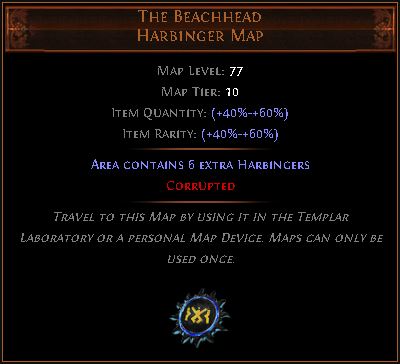 The Beachhead
Harbinger Map
Map Level: 77
Map Tier: 10
Item Quantity: (+40%-+60%)
Item Rarity: (+40%-+60%)
Area contains 6 extra Harbingers
Corrupted
Travel to this Map by using it in the Templar
Laboratory or a personal Map Device. Maps can only be
used once.